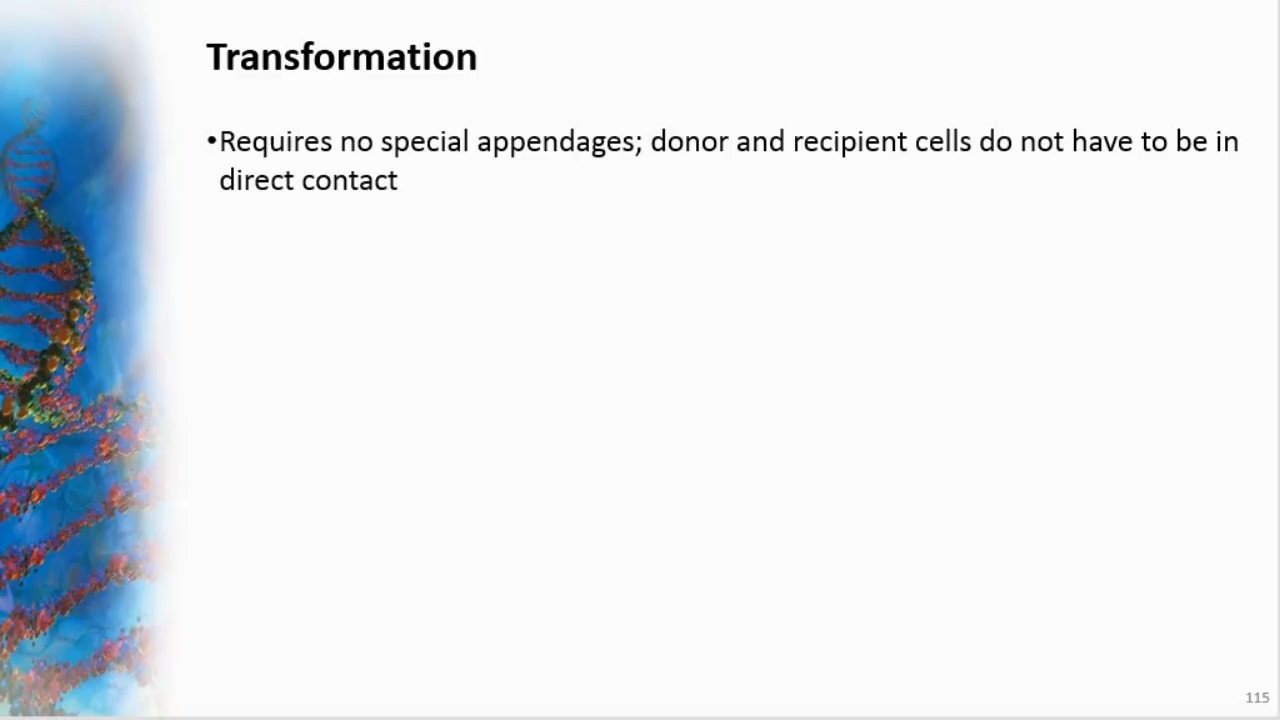 Transformation
•Requires no special appendages; donor and recipient cells do not have to be in
direct contact
115